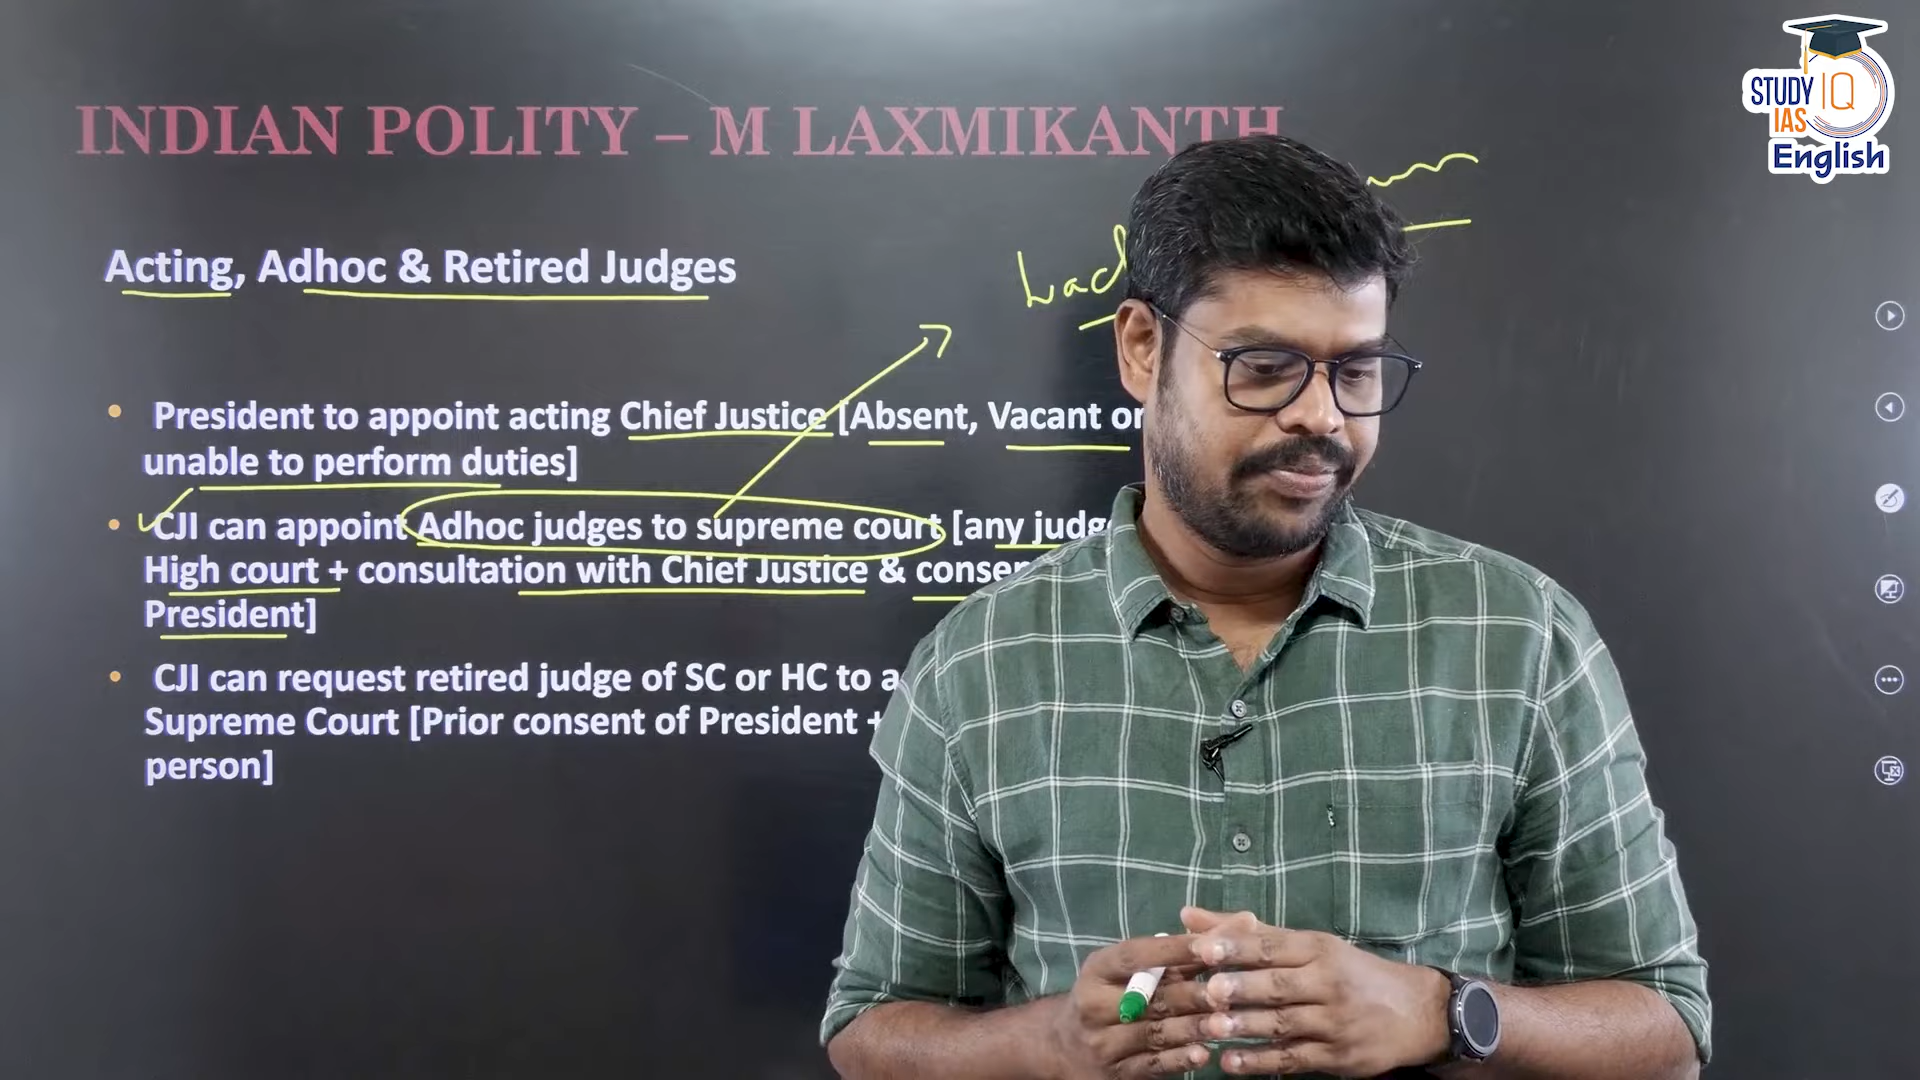 STUDY IQ
IAS
English
INDIAN POLITY – M LAXMIKANTH
Acting, Adhoc & Retired Judges
• President to appoint acting Chief Justice [Absent, Vacant or
unable to perform duties]
• CJI can appoint Adhoc judges to supreme court [any
High court + consultation with Chief Justice &
President]
• CJI can request retired judge of SC or HC to
Supreme Court [Prior consent of President +
person]